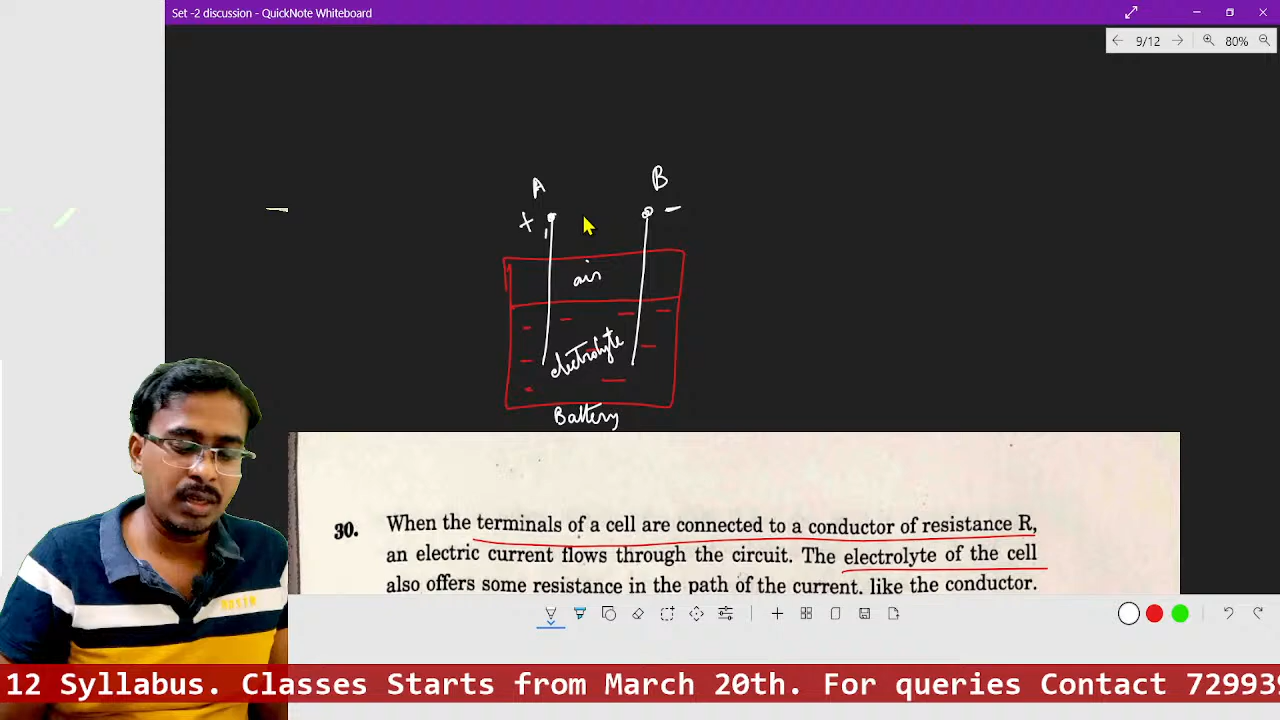 Set -2 discussion - QuickNote Whiteboard
9/12
80%
A
B
+
-
air
electrolyte
Battery
30. When the terminals of a cell are connected to a conductor of resistance R,
an electric current flows through the circuit. The electrolyte of the cell
also offers some resistance in the path of the current, like the conductor.
12 Syllabus. Classes Starts from March 20th. For queries Contact 72993